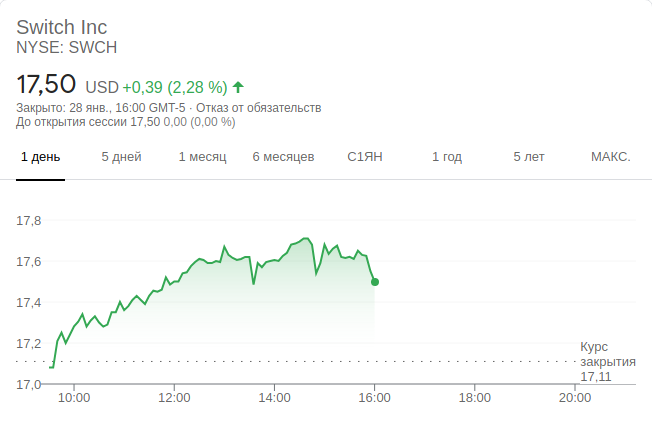 Switch Inc
NYSE: SWCH
17,50 USD +0,39 (2,28 %)
Закрыто: 28 янв., 16:00 GMT-5 · Отказ от обязательств
До открытия сессии 17,50 0,00 (0,00 %)
1 день 5 дней 1 месяц 6 месяцев С1ЯН 1 год 5 лет МАКС.
17,8
17,6
17,4
17,2
17,0
Курс
закрытия
17,11
10:00 12:00 14:00 16:00 18:00 20:00